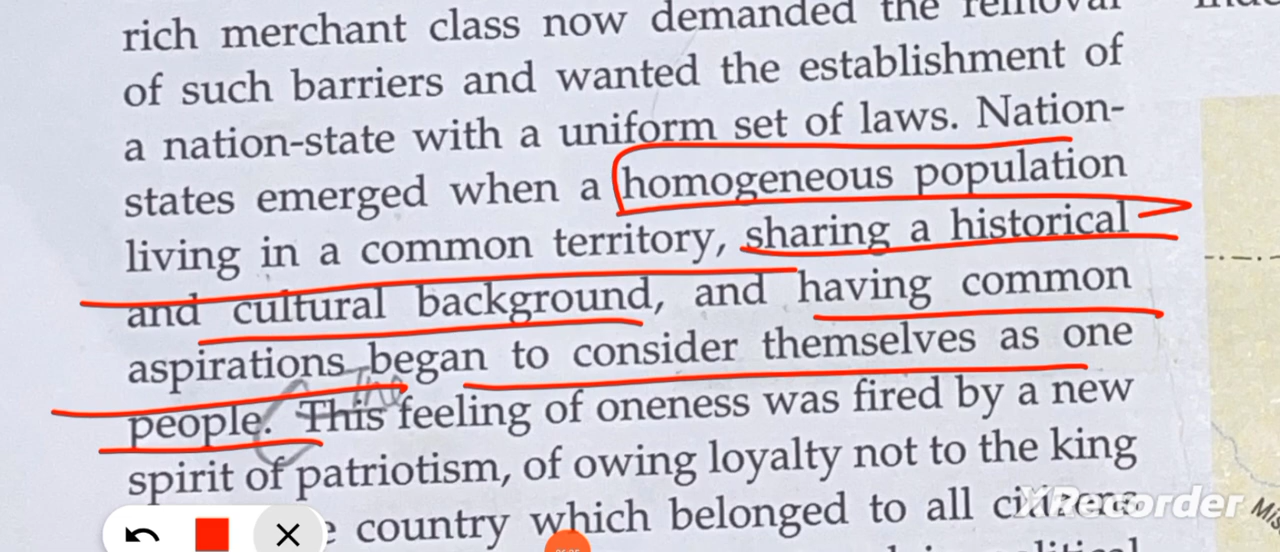 rich merchant class now demanded the removal
of such barriers and wanted the establishment of
a nation-state with a uniform set of laws. Nation-
states emerged when a homogeneous population
living in a common territory, sharing a historical
and cultural background, and having common
aspirations began to consider themselves as one
people. This feeling of oneness was fired by a new
the
spirit of patriotism, of owing loyalty not to the king
country which belonged to all citizens
XRecorder